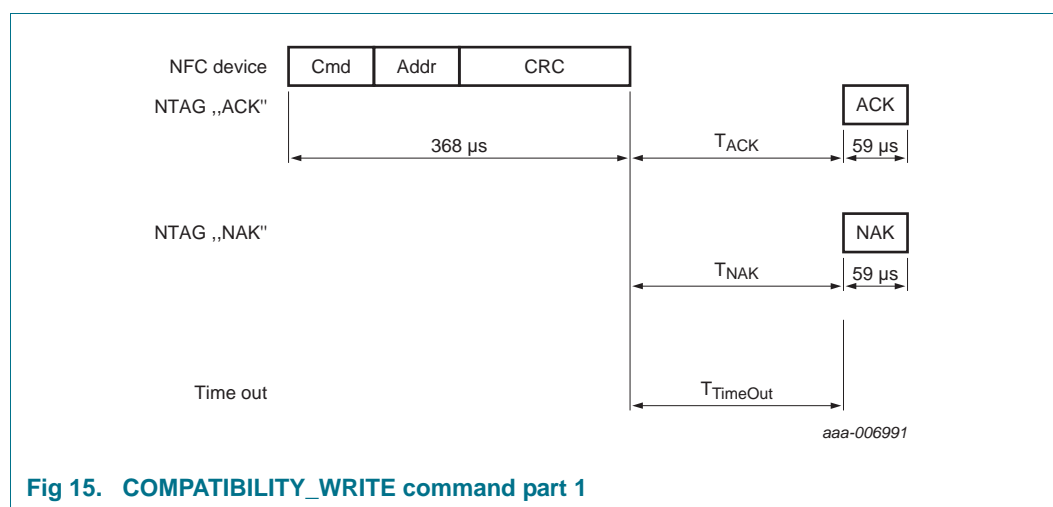 NFC device Cmd Addr CRC
NTAG ,,ACK" ACK
368 µs TACK 59 µs
NTAG ,,NAK" NAK
TNAK 59 µs
Time out TTimeOut
aaa-006991
Fig 15. COMPATIBILITY_WRITE command part 1